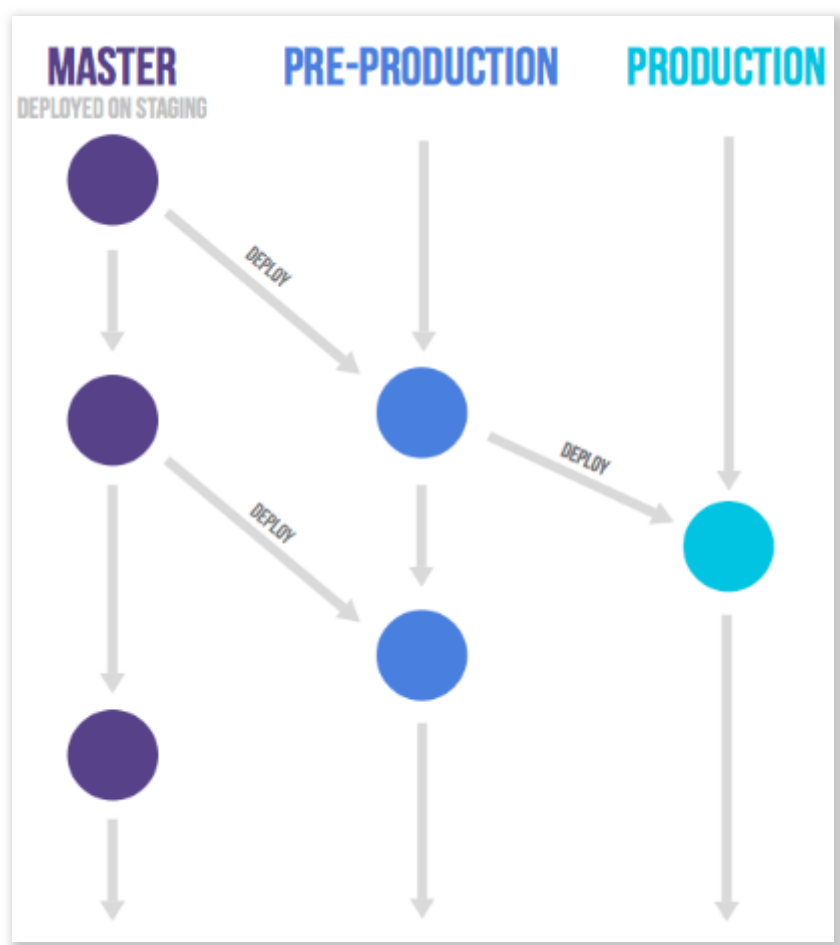 MASTER
DEPLOYED ON STAGING
PRE-PRODUCTION
PRODUCTION
DEPLOY
DEPLOY
DEPLOY